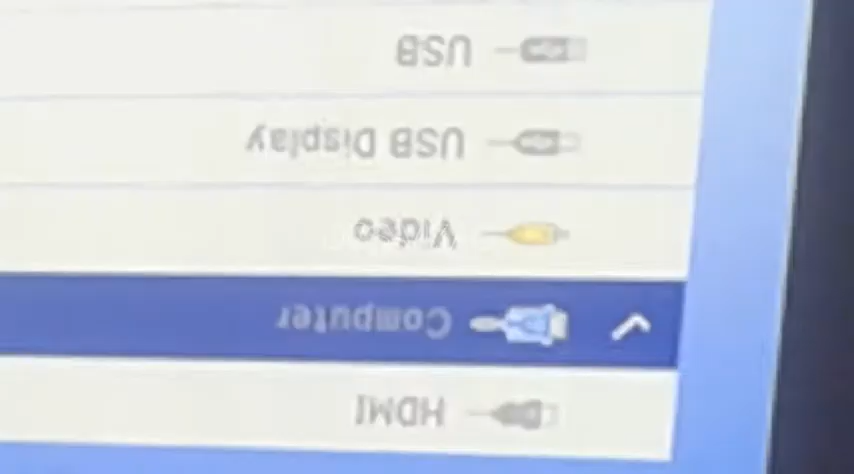 HDMI
Computer
Video
USB Display
USB